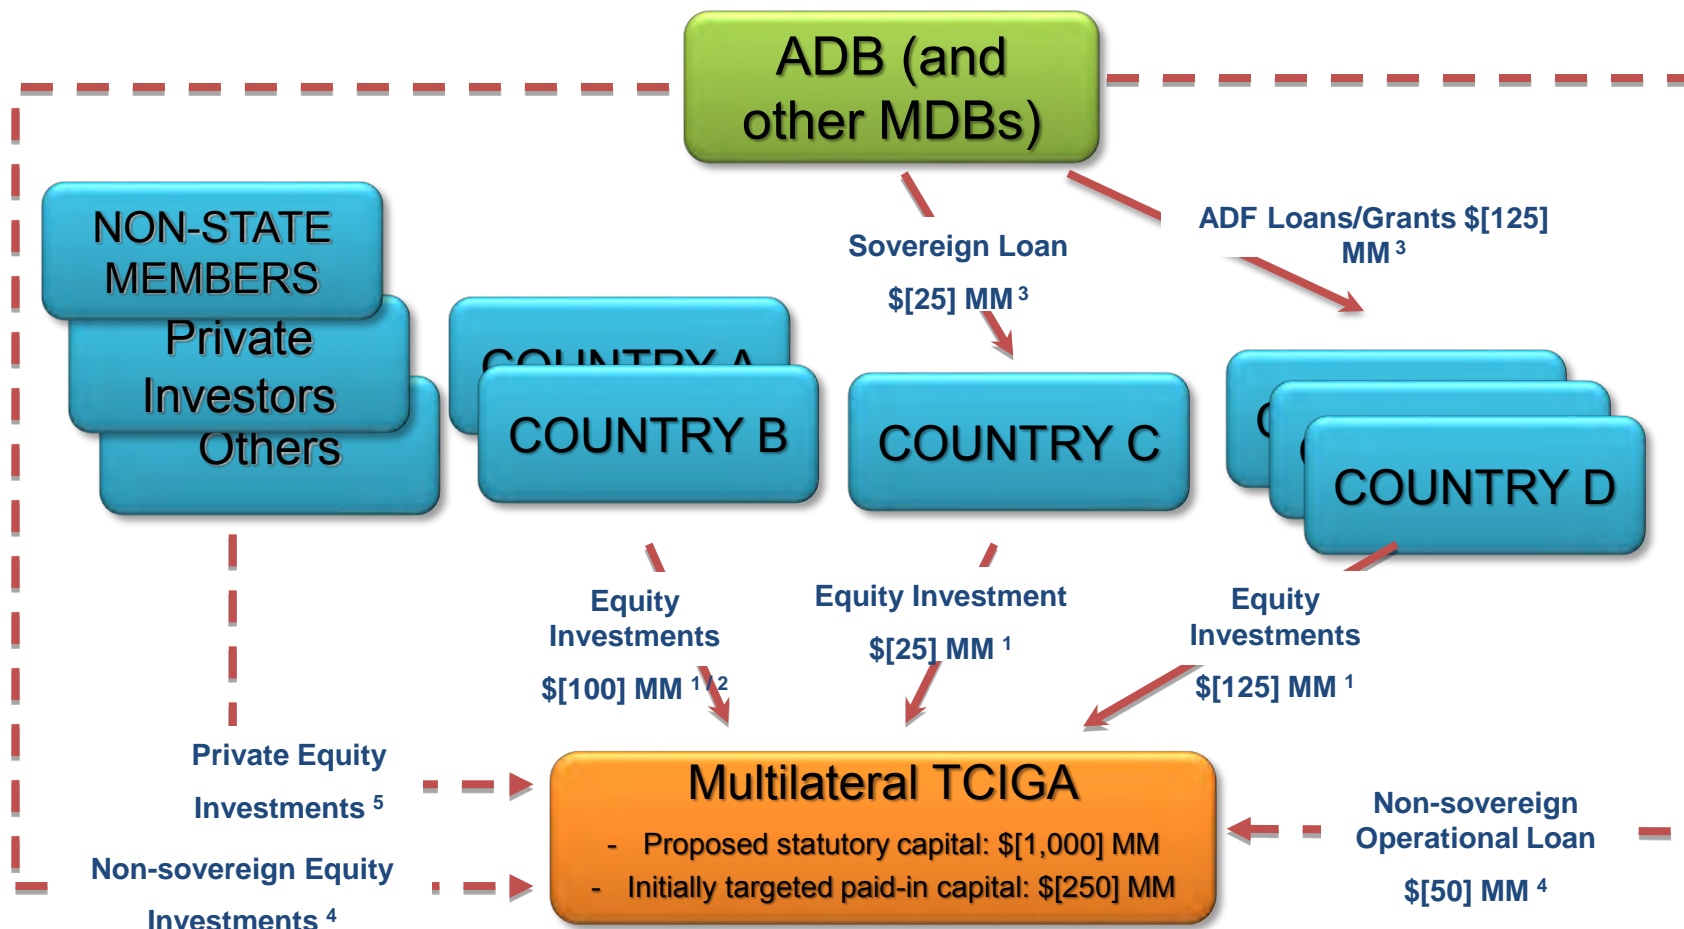 ADB (and
other MDBs)
NON-STATE
MEMBERS
Private
Investors
Others
COUNTRY A
COUNTRY B
Sovereign Loan
$[25] MM 3
ADF Loans/Grants $[125]
MM 3
COUNTRY C
COUNTRY D
Equity
Investments
$[100] MM 1/2
Equity Investment
$[25] MM 1
Equity
Investments
$[125] MM 1
Private Equity
Investments 5
Non-sovereign Equity
Investments 4
Multilateral TCIGA
- Proposed statutory capital: $[1,000] MM
- Initially targeted paid-in capital: $[250] MM
Non-sovereign
Operational Loan
$[50] MM 4